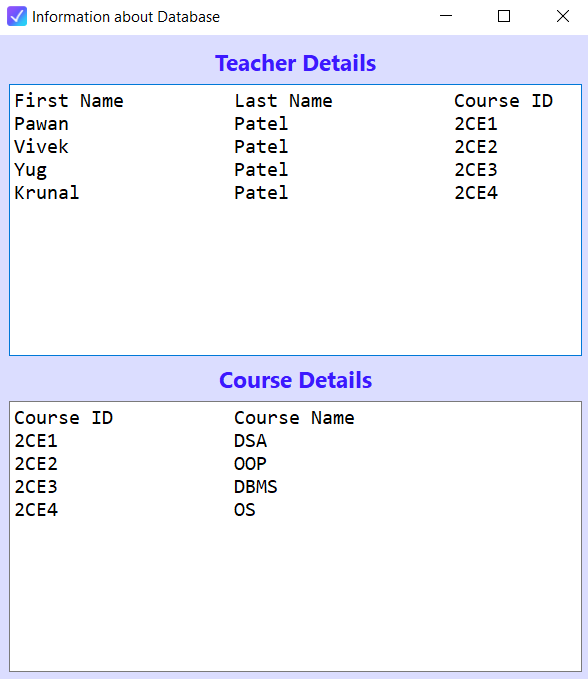 Information about Database
Teacher Details
First Name Last Name Course ID
Pawan Patel 2CE1
Vivek Patel 2CE2
Yug Patel 2CE3
Krunal Patel 2CE4
Course Details
Course ID Course Name
2CE1 DSA
2CE2 OOP
2CE3 DBMS
2CE4 OS